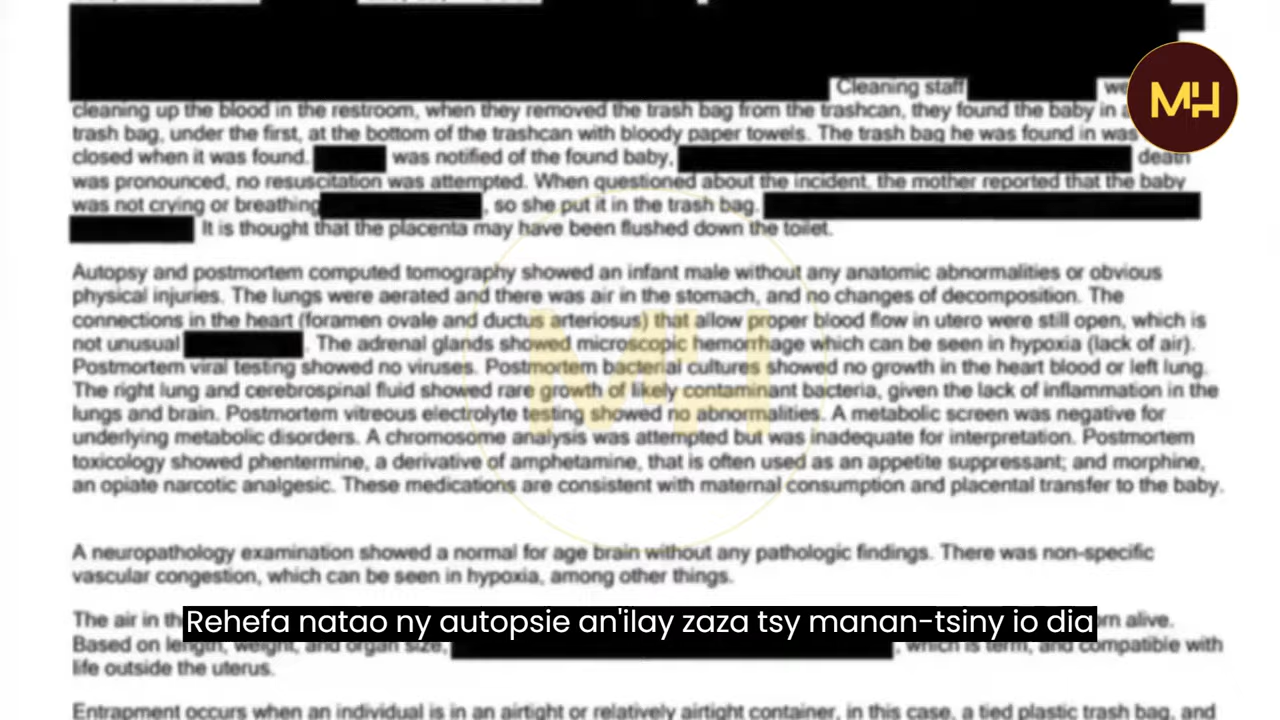 Cleaning staff
cleaning up the blood in the restroom, when they removed the trash bag from the trashcan, they found the baby in
trash bag, under the first, at the bottom of the trashcan with bloody paper towels. The trash bag he was found in was
closed when it was found. was notified of the found baby, death
was pronounced, no resuscitation was attempted. When questioned about the incident, the mother reported that the baby
was not crying or breathing , so she put it in the trash bag.
It is thought that the placenta may have been flushed down the toilet.
Autopsy and postmortem computed tomography showed an infant male without any anatomic abnormalities or obvious
physical injuries. The lungs were aerated and there was air in the stomach, and no changes of decomposition. The
connections in the heart (foramen ovale and ductus arteriosus) that allow proper blood flow in utero were still open, which is
not unusual . The adrenal glands showed microscopic hemorrhage which can be seen in hypoxia (lack of air).
Postmortem viral testing showed no viruses. Postmortem bacterial cultures showed no growth in the heart blood or left lung.
The right lung and cerebrospinal fluid showed rare growth of likely contaminant bacteria, given the lack of inflammation in the
lungs and brain. Postmortem vitreous electrolyte testing showed no abnormalities. A metabolic screen was negative for
underlying metabolic disorders. A chromosome analysis was attempted but was inadequate for interpretation. Postmortem
toxicology showed phentermine, a derivative of amphetamine, that is often used as an appetite suppressant; and morphine,
an opiate narcotic analgesic. These medications are consistent with maternal consumption and placental transfer to the baby.
A neuropathology examination showed a normal for age brain without any pathologic findings. There was non-specific
vascular congestion, which can be seen in hypoxia, among other things.
The air in alive.
Rehefa natao ny autopsie an'ilay zaza tsy manan-tsiny io dia
Based on length, weight, and organ size, , which is term, and compatible with
life outside the uterus.
Entrapment occurs when an individual is in an airtight or relatively airtight container, in this case, a tied plastic trash bag, and
MH
MH